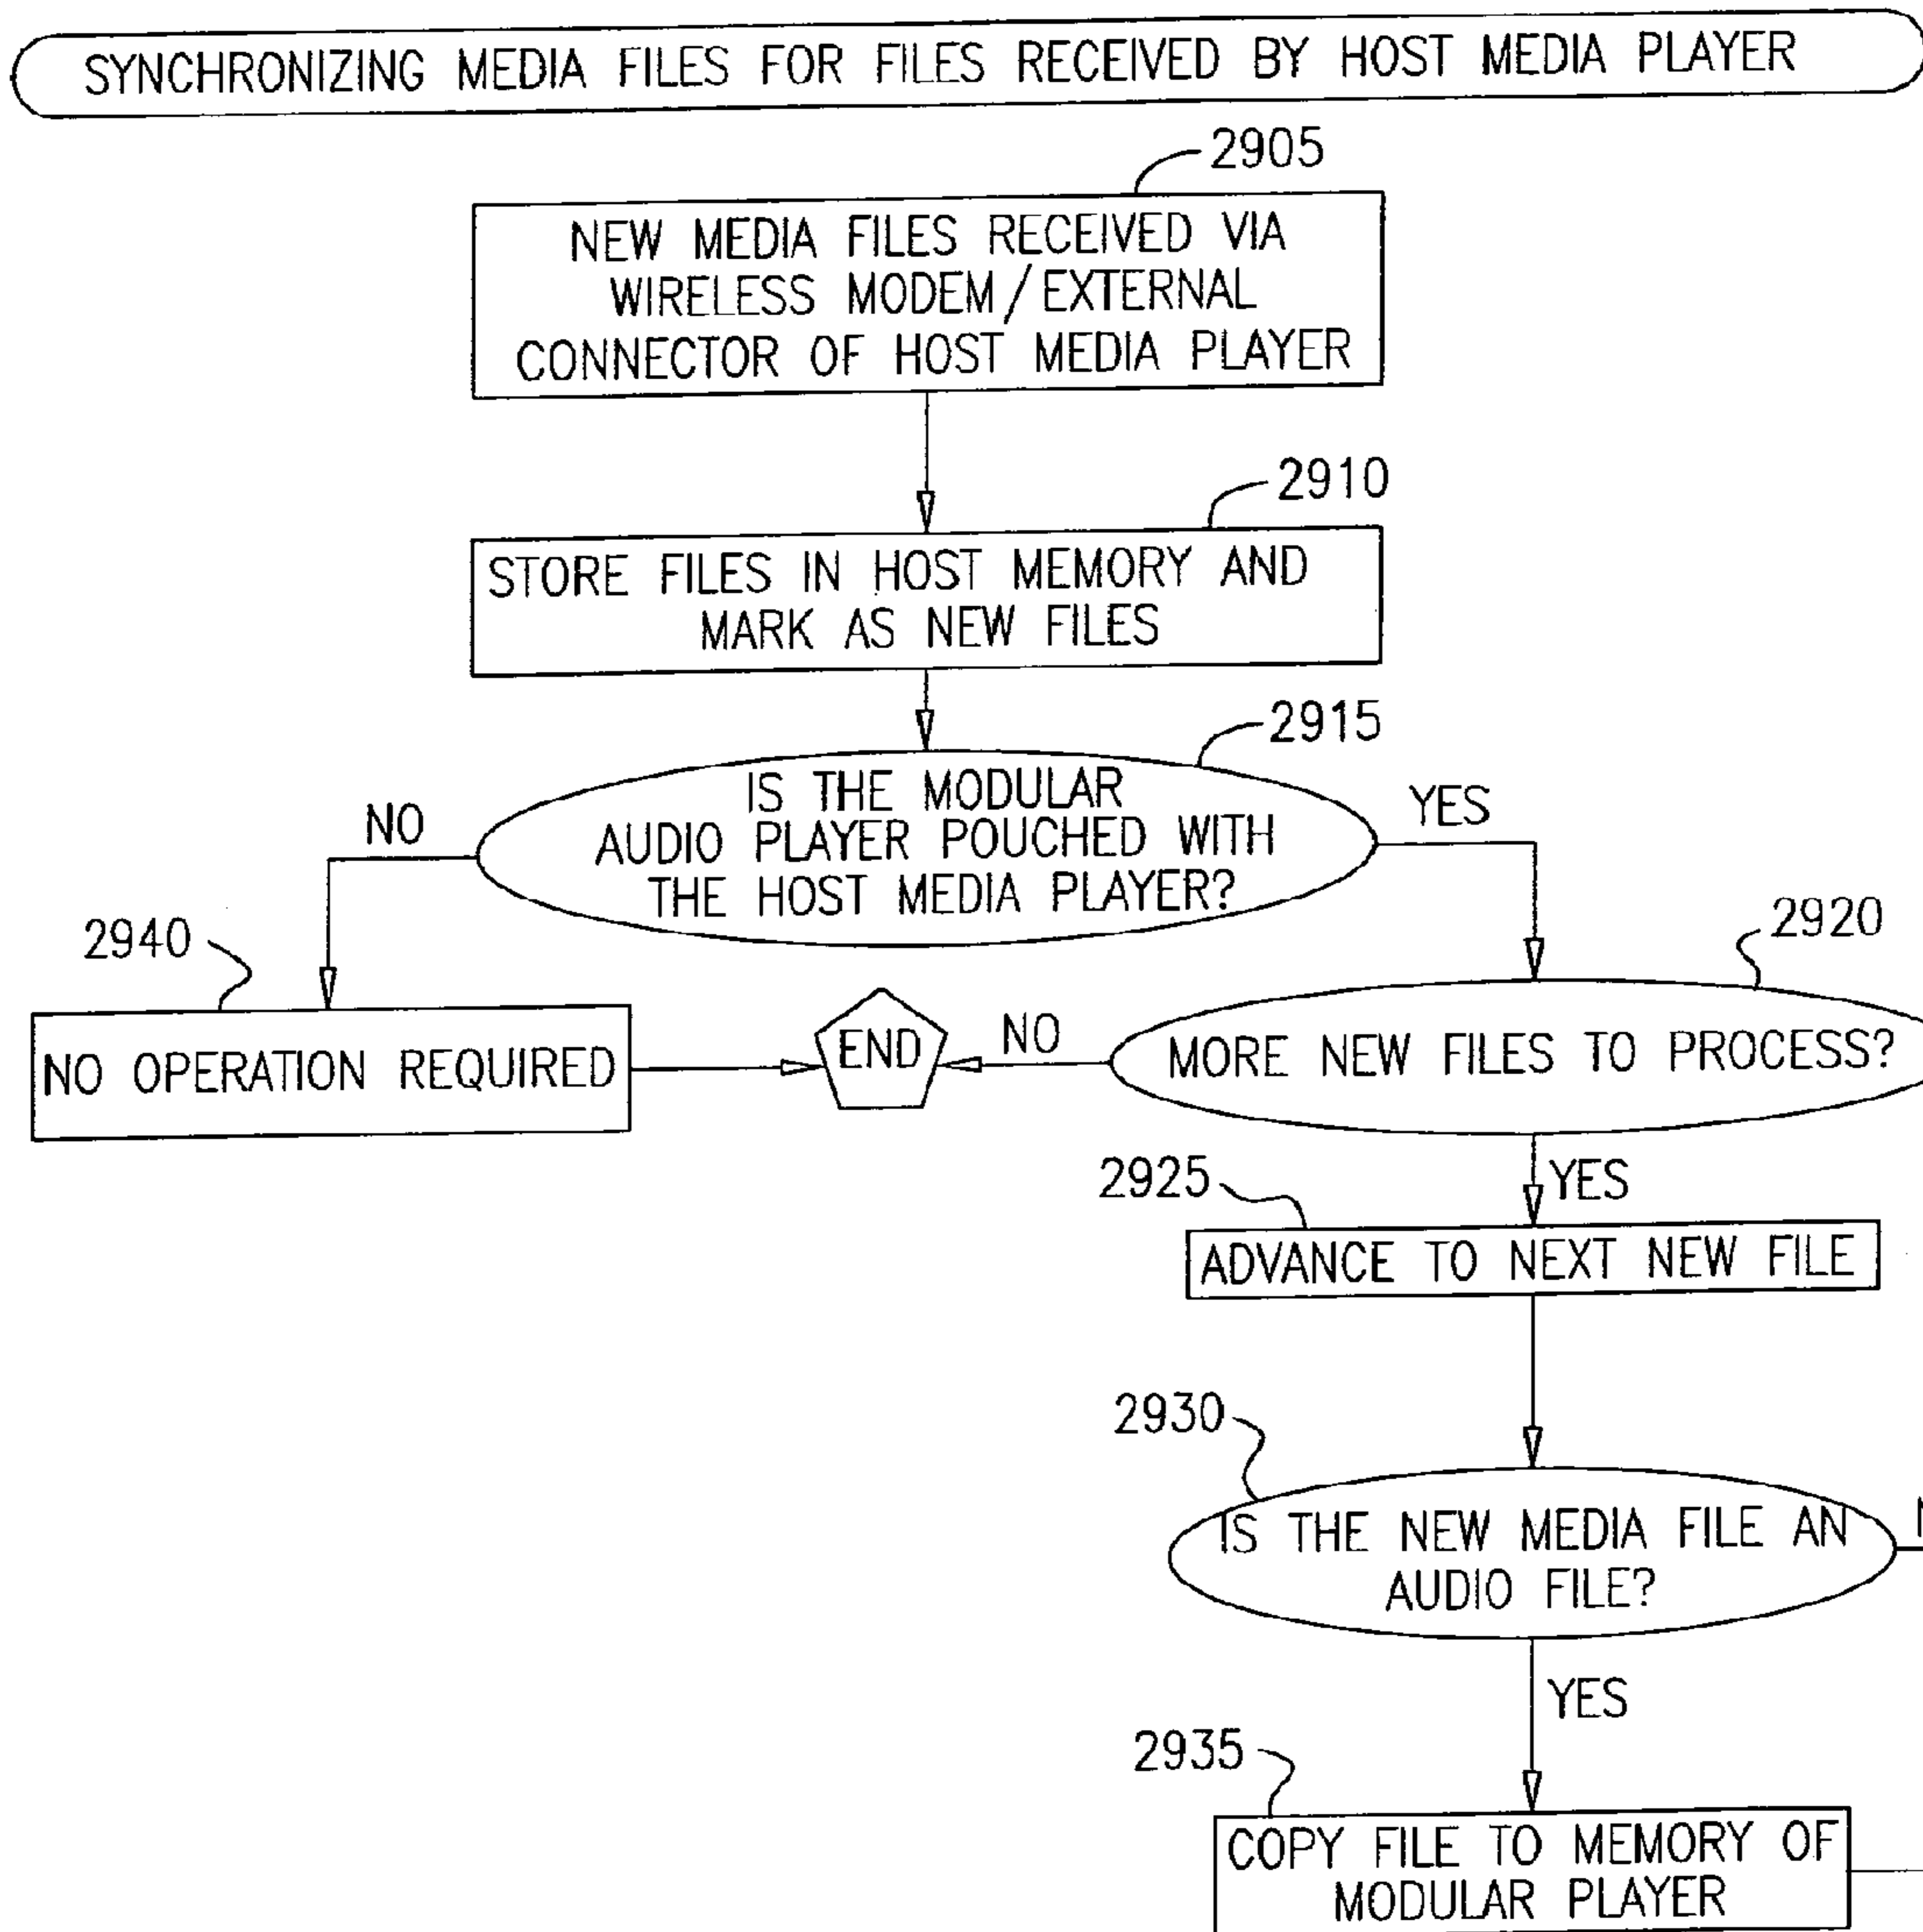 SYNCHRONIZING MEDIA FILES FOR FILES RECEIVED BY HOST MEDIA PLAYER
2905
NEW MEDIA FILES RECEIVED VIA
WIRELESS MODEM/EXTERNAL
CONNECTOR OF HOST MEDIA PLAYER
2910
STORE FILES IN HOST MEMORY AND
MARK AS NEW FILES
2915
IS THE MODULAR
AUDIO PLAYER POUCHED WITH
THE HOST MEDIA PLAYER?
NO
YES
2940
NO OPERATION REQUIRED
END
NO
2920
MORE NEW FILES TO PROCESS?
YES
2925
ADVANCE TO NEXT NEW FILE
2930
IS THE NEW MEDIA FILE AN
AUDIO FILE?
YES
2935
COPY FILE TO MEMORY OF
MODULAR PLAYER